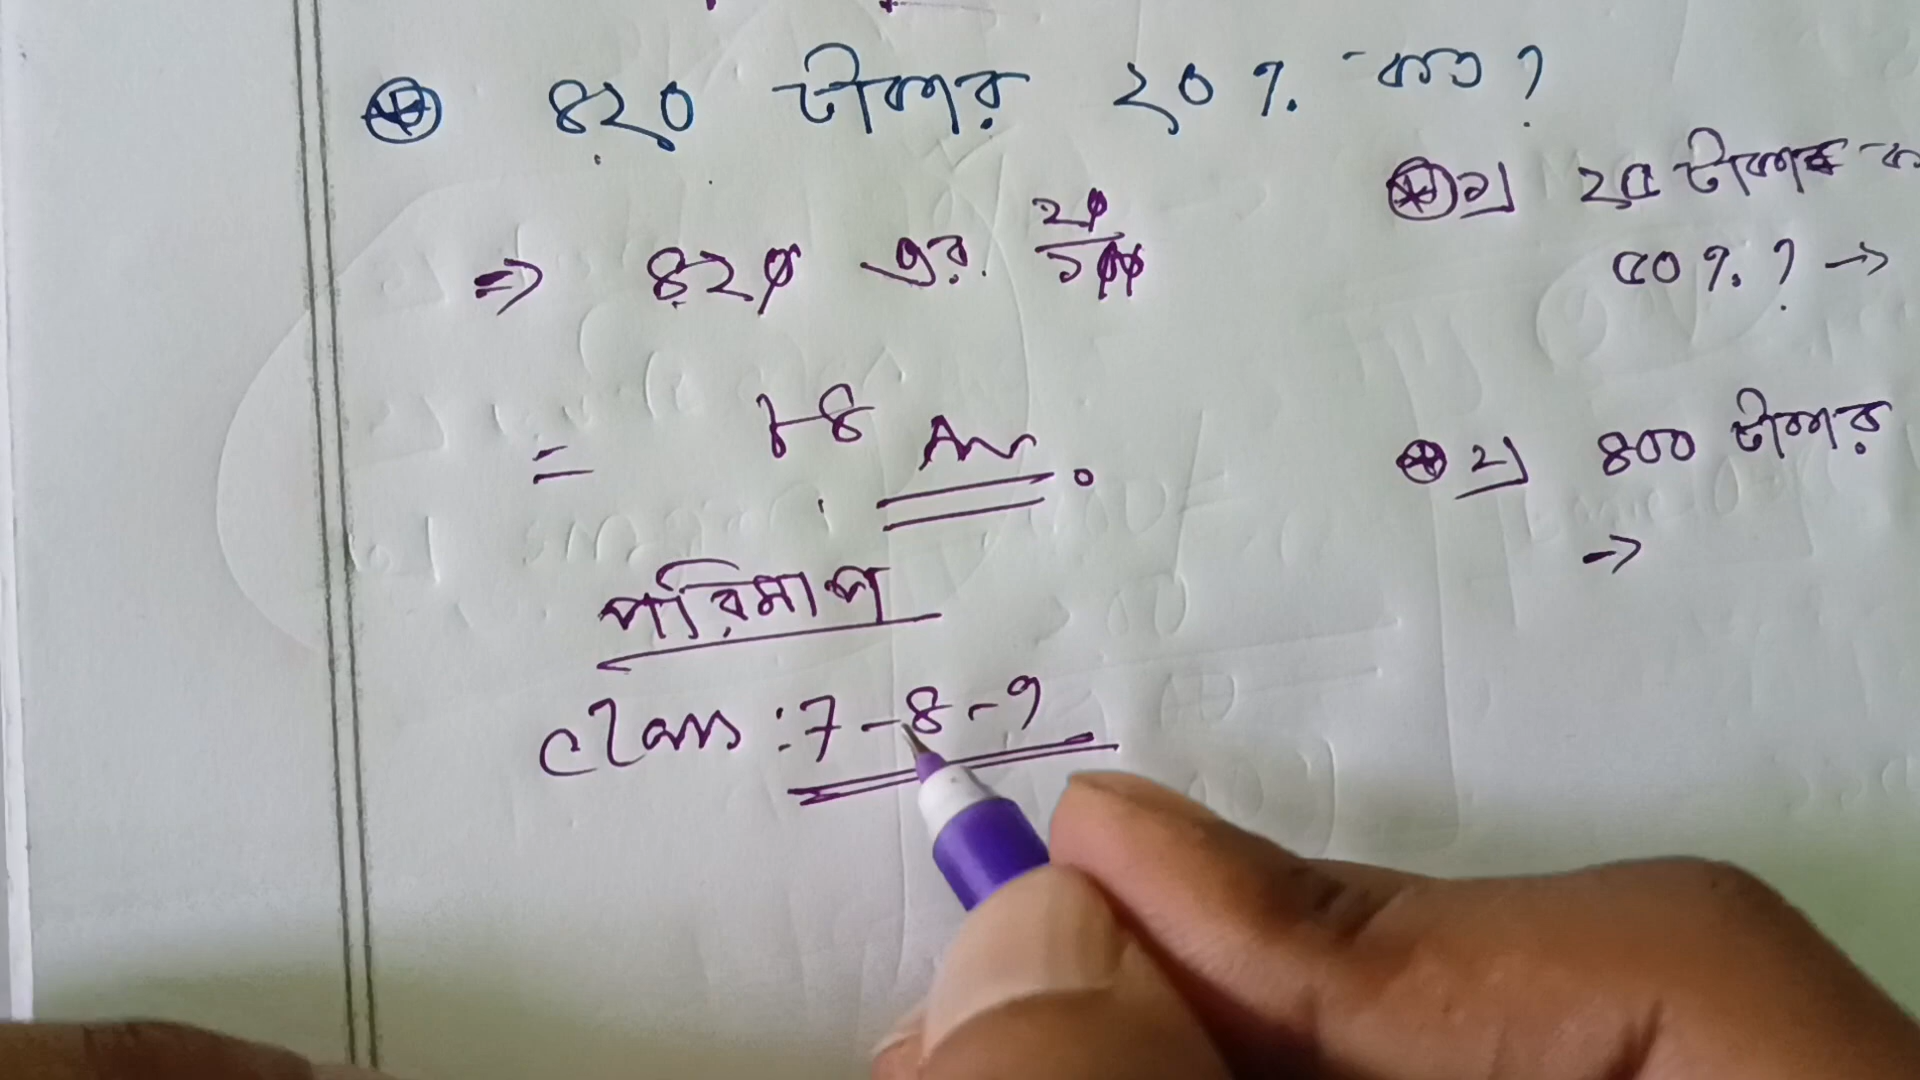 ৪২০ টাকার ২০% কত?
⇒ ৪২০ এর ২০/১০০
= ৮৪ Ans.
পরিমাপ
class : 7-8-9
১) ২৫ টাকার
৫০%? →
২) ৪০০ টাকার
→